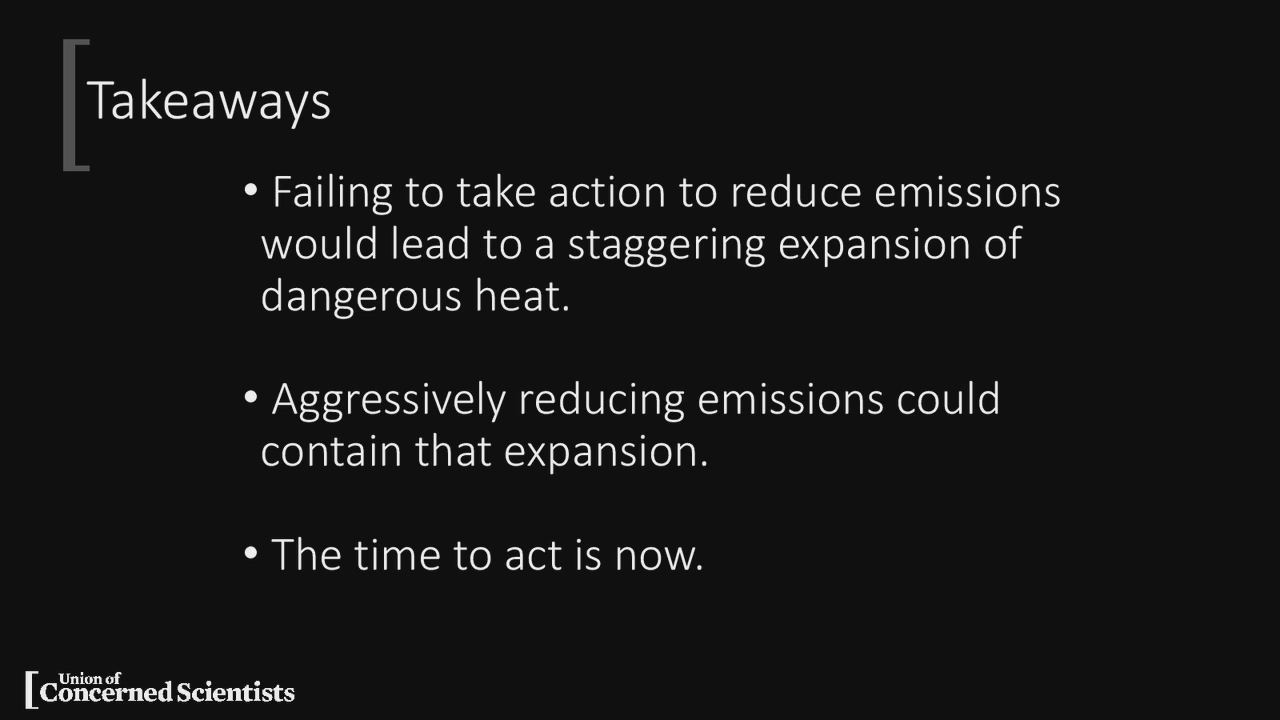 Takeaways
• Failing to take action to reduce emissions
would lead to a staggering expansion of
dangerous heat.
• Aggressively reducing emissions could
contain that expansion.
• The time to act is now.
Union of
Concerned Scientists